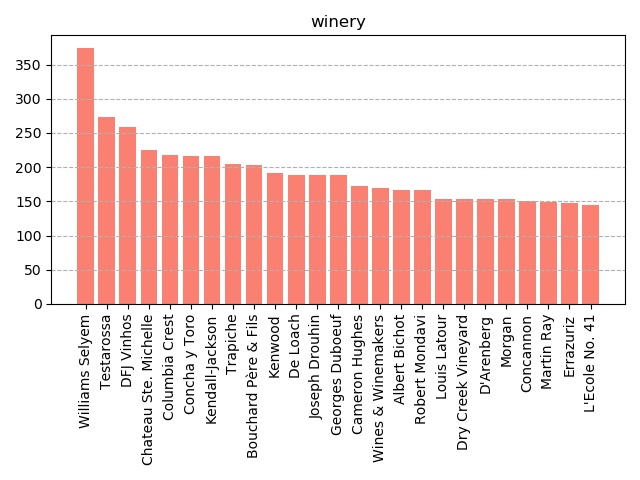 winery
350
300
250
200
150
100
50
0
Williams Selyem
Testarossa
DFJ Vinhos
Chateau Ste. Michelle
Columbia Crest
Concha y Toro
Kendall-Jackson
Trapiche
Bouchard Père & Fils
Kenwood
De Loach
Joseph Drouhin
Georges Duboeuf
Cameron Hughes
Wines & Winemakers
Albert Bichot
Robert Mondavi
Louis Latour
Dry Creek Vineyard
D'Arenberg
Morgan
Concannon
Martin Ray
Errazuriz
L'Ecole No. 41